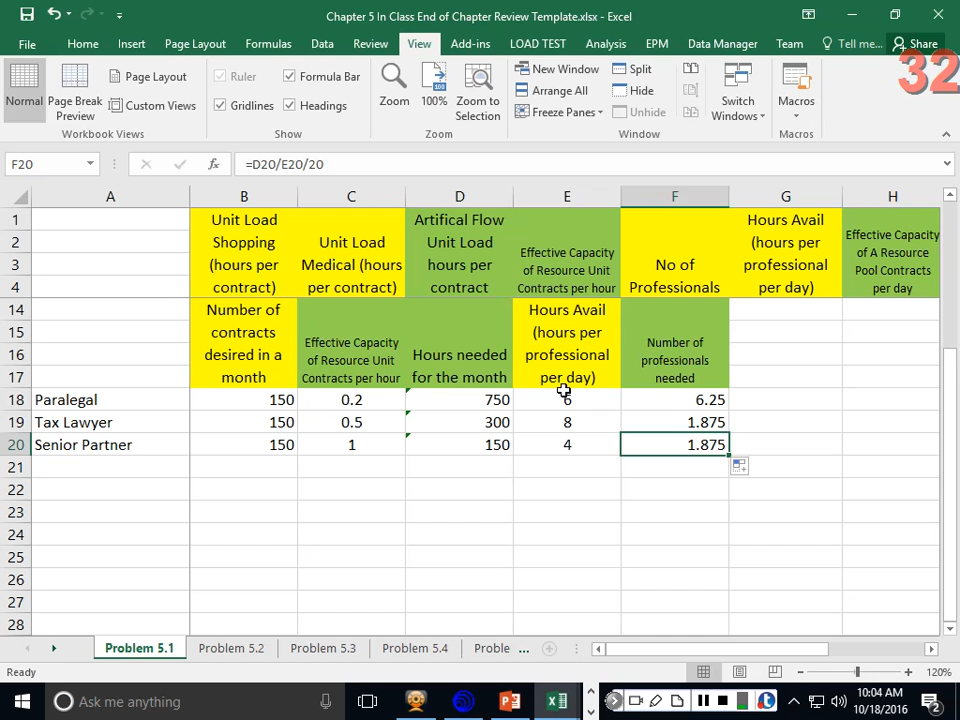 Chapter 5 In Class End of Chapter Review Template.xlsx - Excel
File Home Insert Page Layout Formulas Data Review View Add-ins LOAD TEST Analysis EPM Data Manager Team Tell me... Share
32
Normal
Page Break Preview
Page Layout
Custom Views
Workbook Views
Ruler
Formula Bar
Gridlines
Headings
Show
Zoom
100%
Zoom to Selection
Zoom
New Window
Arrange All
Freeze Panes
Split
Hide
Unhide
Switch Windows
Window
Macros
Macros
F20
fx
=D20/E20/20
A B C D E F G H
1
2
3
4
Unit Load
Shopping
(hours per
contract)
Unit Load
Medical (hours
per contract)
Artifical Flow
Unit Load
hours per
contract
Effective Capacity
of Resource Unit
Contracts per hour
No of
Professionals
Hours Avail
(hours per
professional
per day)
Effective Capacity
of A Resource
Pool Contracts
per day
14
15
16
17
Number of
contracts
desired in a
month
Effective Capacity
of Resource Unit
Contracts per hour
Hours needed
for the month
Hours Avail
(hours per
professional
per day)
Number of
professionals
needed
18 Paralegal 150 0.2 750 6 6.25
19 Tax Lawyer 150 0.5 300 8 1.875
20 Senior Partner 150 1 150 4 1.875
21
22
23
24
25
26
27
28
Problem 5.1 Problem 5.2 Problem 5.3 Problem 5.4 Proble ...
Ready
120%
Ask me anything
10:04 AM
10/18/2016
2